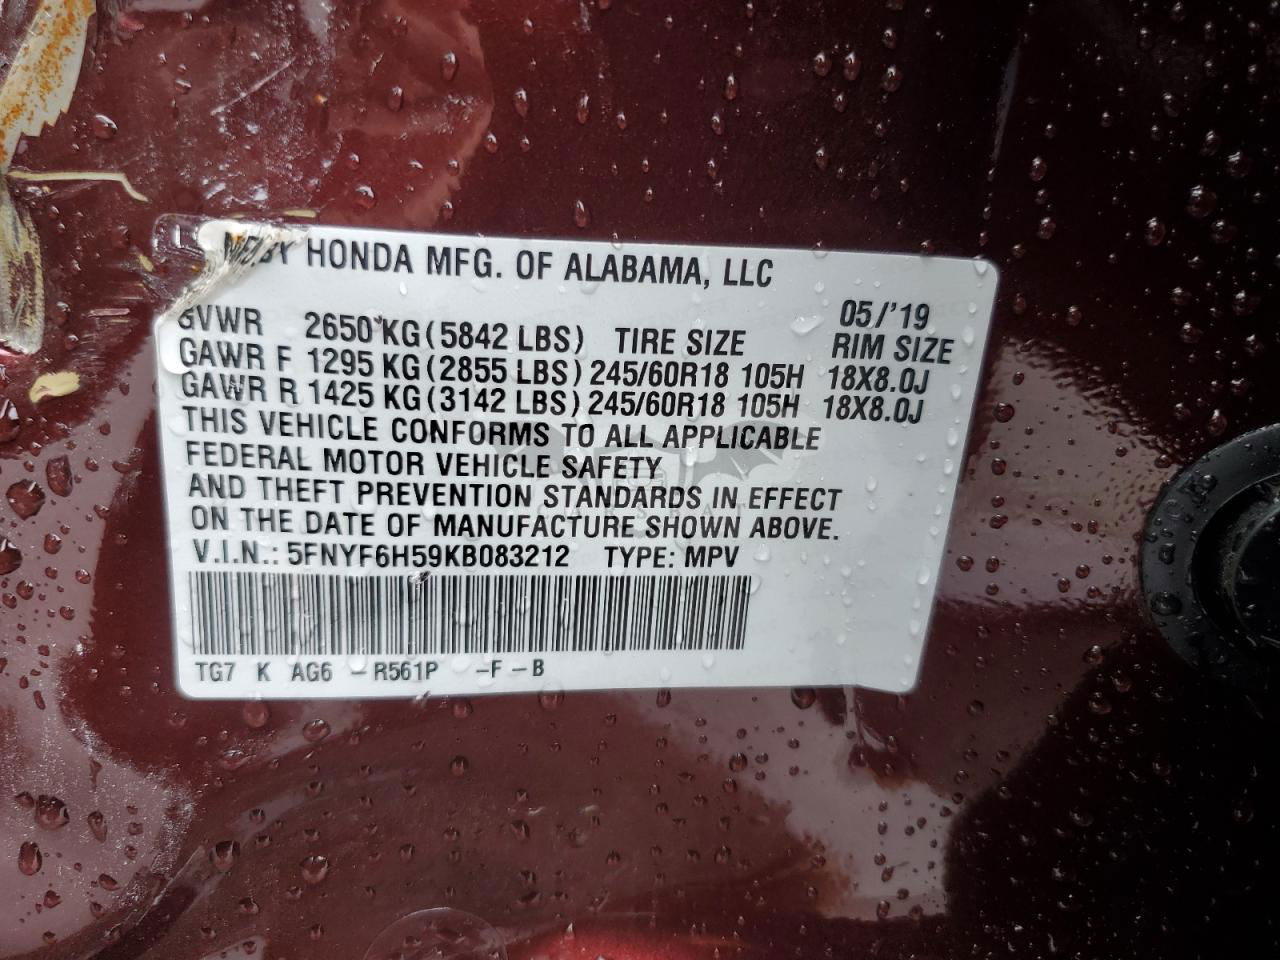 MFD BY HONDA MFG. OF ALABAMA, LLC
05/'19
GVWR 2650 KG (5842 LBS) TIRE SIZE RIM SIZE
GAWR F 1295 KG (2855 LBS) 245/60R18 105H 18X8.0J
GAWR R 1425 KG (3142 LBS) 245/60R18 105H 18X8.0J
THIS VEHICLE CONFORMS TO ALL APPLICABLE
FEDERAL MOTOR VEHICLE SAFETY
AND THEFT PREVENTION STANDARDS IN EFFECT
ON THE DATE OF MANUFACTURE SHOWN ABOVE.
V.I.N.: 5FNYF6H59KB083212 TYPE: MPV
TG7 K AG6 – R561P –F – B